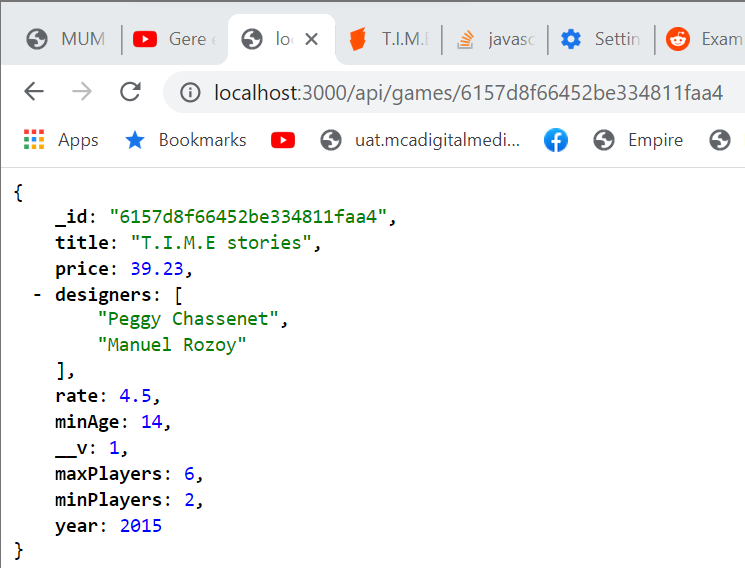 MUM
Gere
loc
T.I.M.E
javasc
Settin
Exam
localhost:3000/api/games/6157d8f66452be334811faa4
Apps
Bookmarks
uat.mcadigitalmedi...
Empire
{
_id: "6157d8f66452be334811faa4",
title: "T.I.M.E stories",
price: 39.23,
- designers: [
"Peggy Chassenet",
"Manuel Rozoy"
],
rate: 4.5,
minAge: 14,
__v: 1,
maxPlayers: 6,
minPlayers: 2,
year: 2015
}